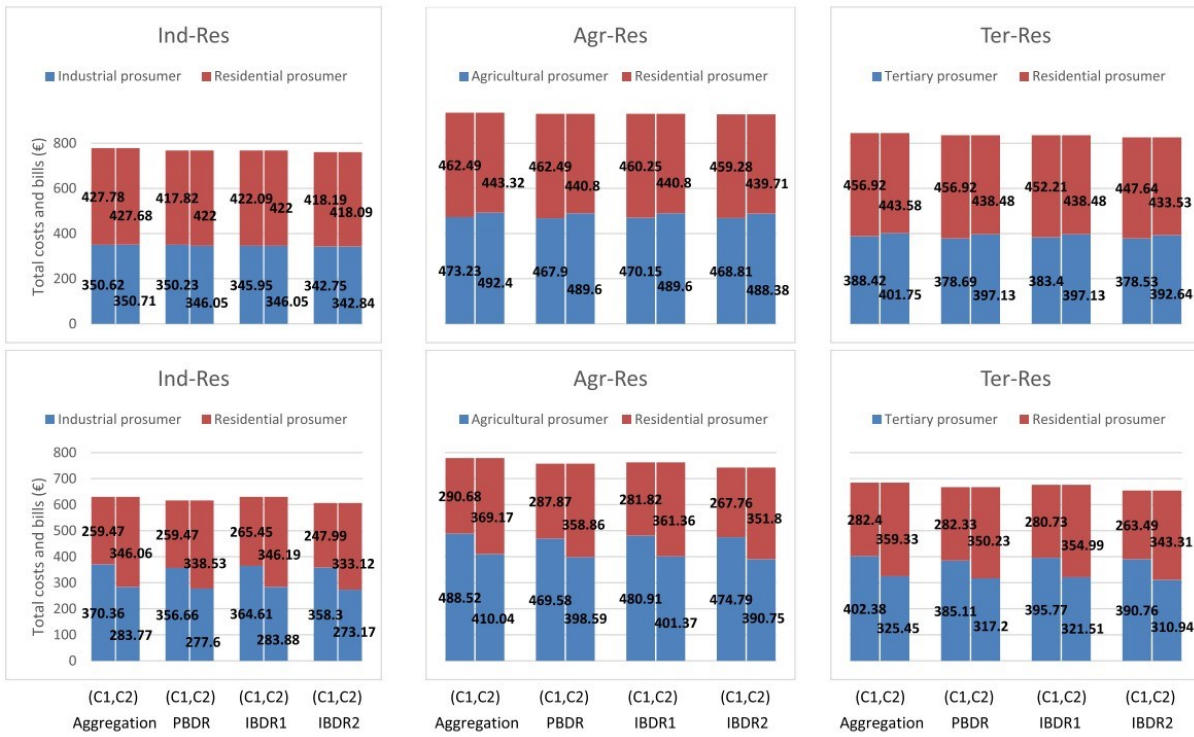 Ind-Res
Industrial prosumer Residential prosumer
Total costs and bills (€)
800
600
400
200
0
427.78 427.68 417.82 422 422.09 422 418.19 418.09
350.62 350.71 350.23 346.05 345.95 346.05 342.75 342.84
Agr-Res
Agricultural prosumer Residential prosumer
462.49 443.32 462.49 440.8 460.25 440.8 459.28 439.71
473.23 492.4 467.9 489.6 470.15 489.6 468.81 488.38
Ter-Res
Tertiary prosumer Residential prosumer
456.92 443.58 456.92 438.48 452.21 438.48 447.64 433.53
388.42 401.75 378.69 397.13 383.4 397.13 378.53 392.64
Ind-Res
Industrial prosumer Residential prosumer
Total costs and bills (€)
800
700
600
500
400
300
200
100
0
259.47 346.06 259.47 338.53 265.45 346.19 247.99 333.12
370.36 283.77 356.66 277.6 364.61 283.88 358.3 273.17
(C1,C2) (C1,C2) (C1,C2) (C1,C2)
Aggregation PBDR IBDR1 IBDR2
Agr-Res
Agricultural prosumer Residential prosumer
290.68 369.17 287.87 358.86 281.82 361.36 267.76 351.8
488.52 410.04 469.58 398.59 480.91 401.37 474.79 390.75
(C1,C2) (C1,C2) (C1,C2) (C1,C2)
Aggregation PBDR IBDR1 IBDR2
Ter-Res
Tertiary prosumer Residential prosumer
282.4 359.33 282.33 350.23 280.73 354.99 263.49 343.31
402.38 325.45 385.11 317.2 395.77 321.51 390.76 310.94
(C1,C2) (C1,C2) (C1,C2) (C1,C2)
Aggregation PBDR IBDR1 IBDR2